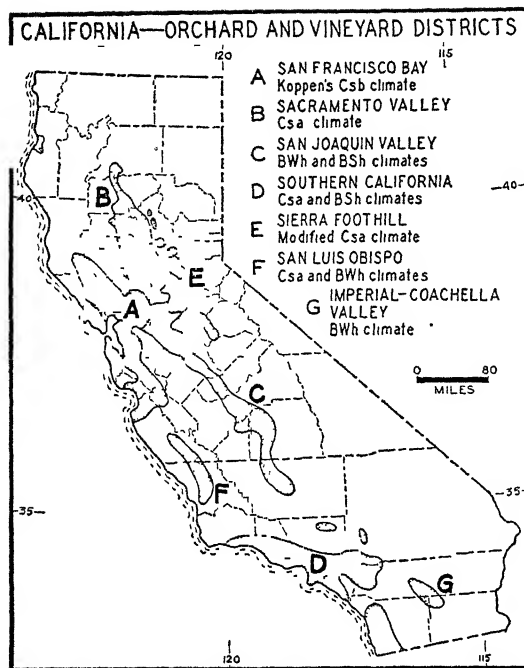 CALIFORNIA—ORCHARD AND VINEYARD DISTRICTS
120
115
A SAN FRANCISCO BAY
Koppen's Csb climate
B SACRAMENTO VALLEY
Csa climate
C SAN JOAQUIN VALLEY
BWh and BSh climates
D SOUTHERN CALIFORNIA
Csa and BSh climates
E SIERRA FOOTHILL
Modified Csa climate
F SAN LUIS OBISPO
Csa and BWh climates
G IMPERIAL-COACHELLA
VALLEY
BWh climate
40
40
B
E
A
0 80
MILES
C
F
35
35
D
G
120
115